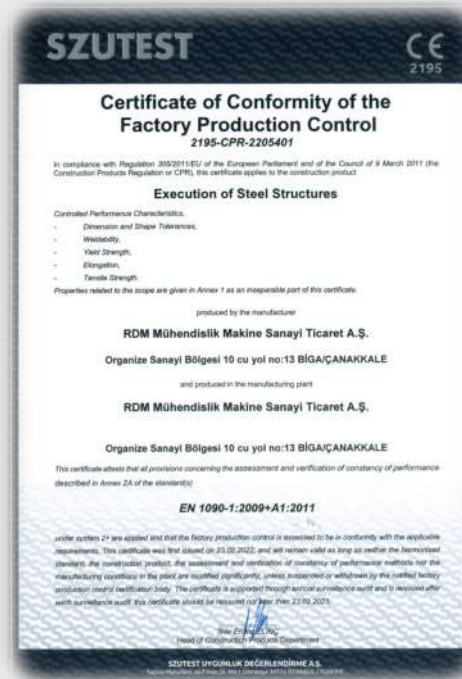 SZUTEST
CE
2195
Certificate of Conformity of the
Factory Production Control
2195-CPR-2205401
In compliance with Regulation 305/2011/EU of the European Parliament and of the Council of 9 March 2011 (the
Construction Products Regulation or CPR), this certificate applies to the construction product
Execution of Steel Structures
Controlled Performance Characteristics,
- Dimension and Shape Tolerances,
- Weldability,
- Yield Strength,
- Elongation,
- Tensile Strength.
Properties related to the scope are given in Annex 1 as an inseparable part of this certificate.
produced by the manufacturer
RDM Mühendislik Makine Sanayi Ticaret A.Ş.
Organize Sanayi Bölgesi 10 cu yol no:13 BİGA/ÇANAKKALE
and produced in the manufacturing plant
RDM Mühendislik Makine Sanayi Ticaret A.Ş.
Organize Sanayi Bölgesi 10 cu yol no:13 BİGA/ÇANAKKALE
This certificate attests that all provisions concerning the assessment and verification of constancy of performance
described in Annex ZA of the standard(s)
EN 1090-1:2009+A1:2011
under system 2+ are applied and that the factory production control is assessed to be in conformity with the applicable
requirements. This certificate was first issued on 23.02.2022, and will remain valid as long as neither the harmonised
standard, the construction product, the assessment and verification of constancy of performance methods nor the
manufacturing conditions in the plant are modified significantly, unless suspended or withdrawn by the notified factory
production control certification body. The certificate is supported through annual surveillance audit and is reissued after
each surveillance audit; this certificate should be reissued not later than 23.02.2023.
Head of Construction Products Department
SZUTEST UYGUNLUK DEĞERLENDİRME A.Ş.